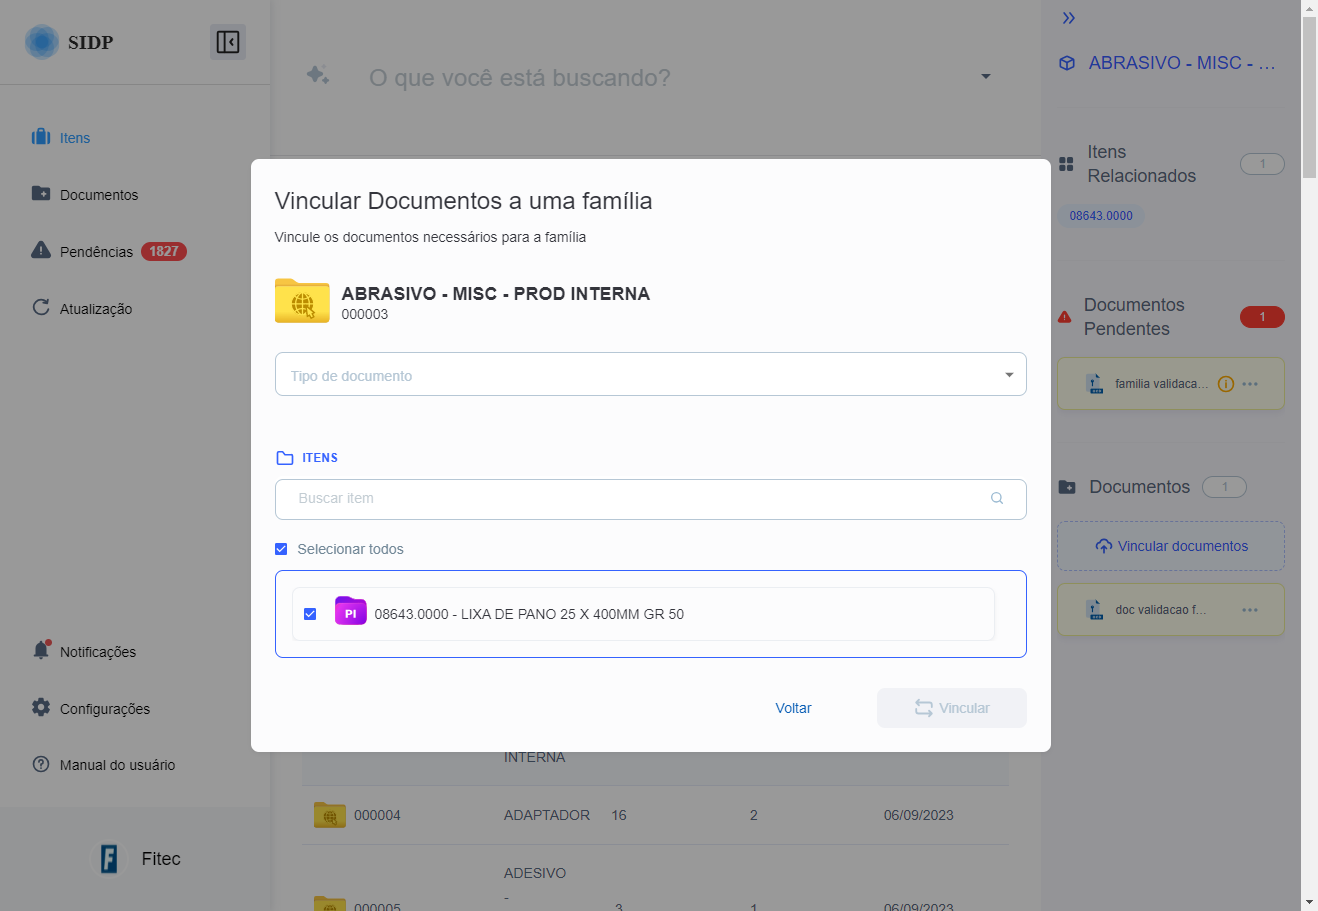 SIDP
Itens
Documentos
Pendências 1827
Atualização
Notificações
Configurações
Manual do usuário
Fitec
O que você está buscando?
Vincular Documentos a uma família
Vincule os documentos necessários para a família
ABRASIVO - MISC - PROD INTERNA
000003
Tipo de documento
ITENS
Buscar item
Selecionar todos
PI 08643.0000 - LIXA DE PANO 25 X 400MM GR 50
Voltar
Vincular
INTERNA
000004 ADAPTADOR 16 2 06/09/2023
ADESIVO
-
000005 3 1 06/09/2023
ABRASIVO - MISC - ...
Itens
Relacionados
1
08643.0000
Documentos
Pendentes
1
familia validaca...
Documentos 1
Vincular documentos
doc validacao f...